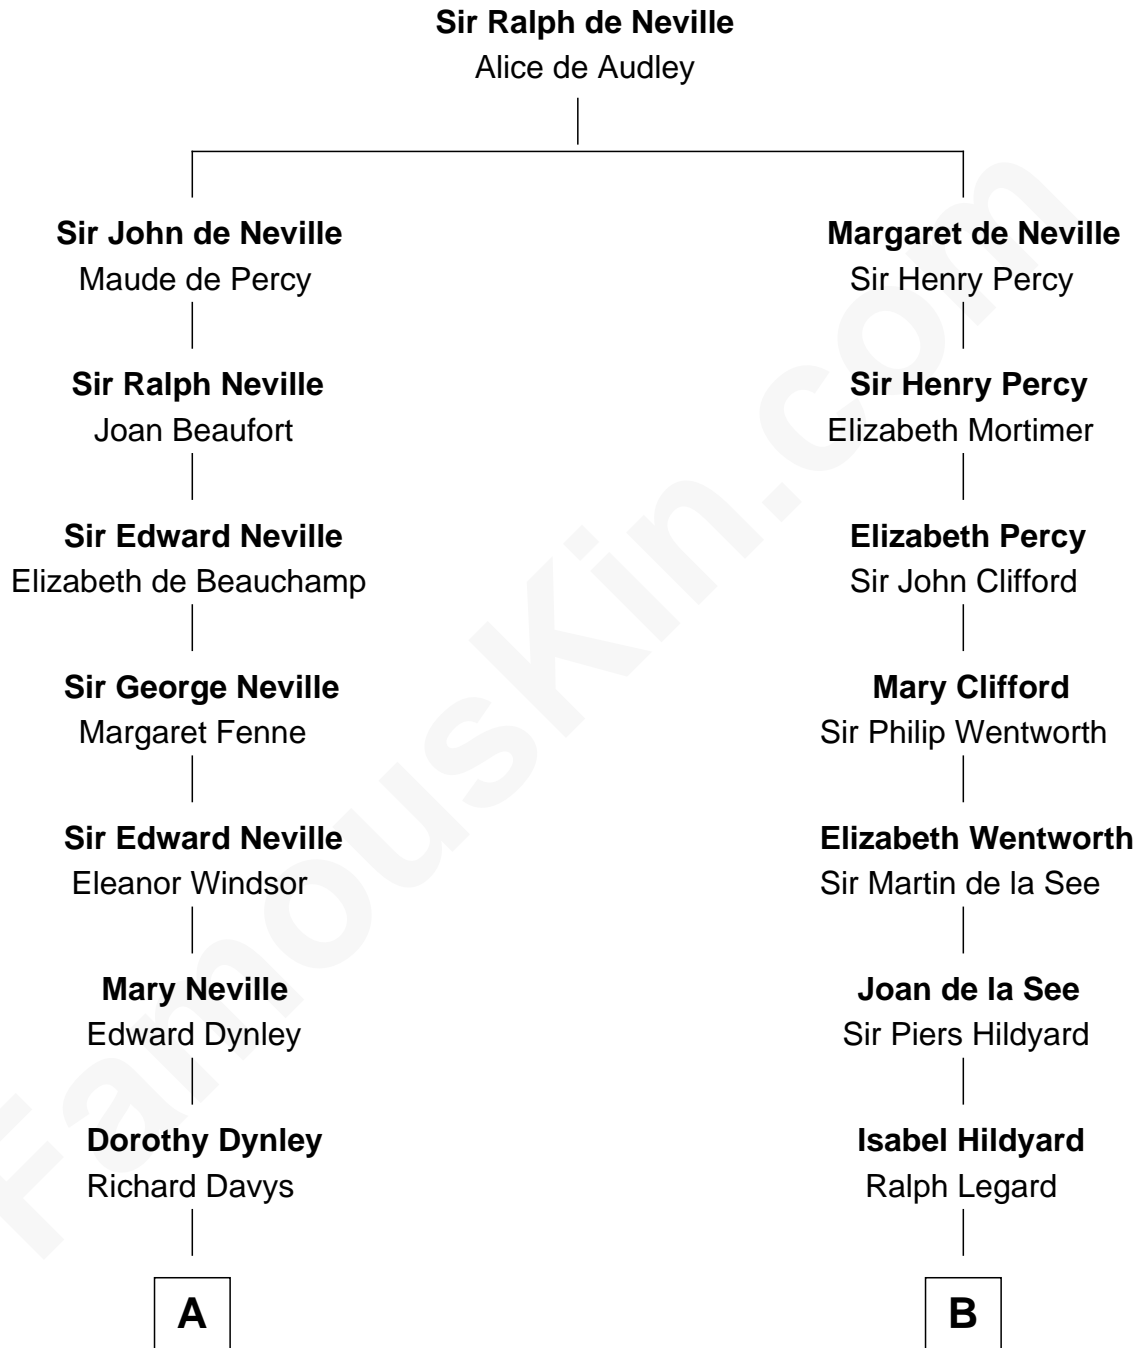 Sir Ralph de Neville
Alice de Audley
Sir John de Neville
Maude de Percy
Margaret de Neville
Sir Henry Percy
Sir Ralph Neville
Joan Beaufort
Sir Henry Percy
Elizabeth Mortimer
Sir Edward Neville
Elizabeth de Beauchamp
Elizabeth Percy
Sir John Clifford
Sir George Neville
Margaret Fenne
Mary Clifford
Sir Philip Wentworth
Sir Edward Neville
Eleanor Windsor
Elizabeth Wentworth
Sir Martin de la See
Mary Neville
Edward Dynley
Joan de la See
Sir Piers Hildyard
Dorothy Dynley
Richard Davys
Isabel Hildyard
Ralph Legard
A
B
FamousKin.com